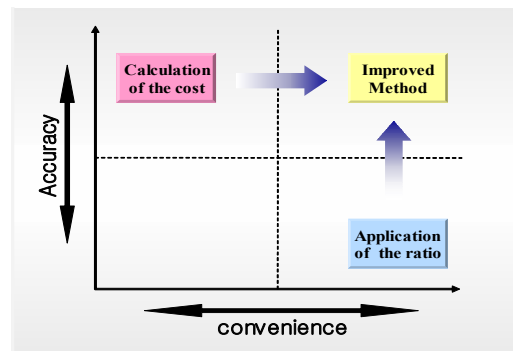 Calculation
of the cost
Improved
Method
Accuracy
Application
of the ratio
convenience